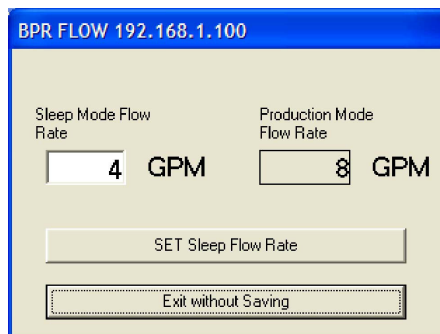 BPR FLOW 192.168.1.100
Sleep Mode Flow
Rate
Production Mode
Flow Rate
4 GPM
8 GPM
SET Sleep Flow Rate
Exit without Saving